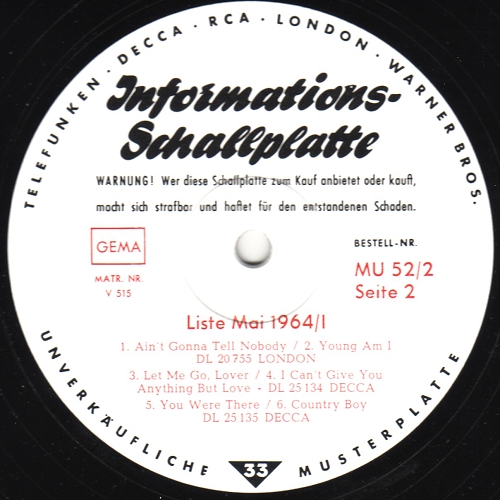 TELEFUNKEN · DECCA · RCA · LONDON · WARNER BROS.
Informations-
Schallplatte
WARNUNG! Wer diese Schallplatte zum Kauf anbietet oder kauft,
macht sich strafbar und haftet für den entstandenen Schaden.
GEMA
MATR. NR.
V 515
BESTELL-NR.
MU 52/2
Seite 2
Liste Mai 1964/I
1. Ain't Gonna Tell Nobody / 2. Young Am I
DL 20 755 LONDON
3. Let Me Go, Lover / 4. I Can't Give You
Anything But Love - DL 25 134 DECCA
5. You Were There / 6. Country Boy
DL 25 135 DECCA
UNVERKÄUFLICHE 33 MUSTERPLATTE